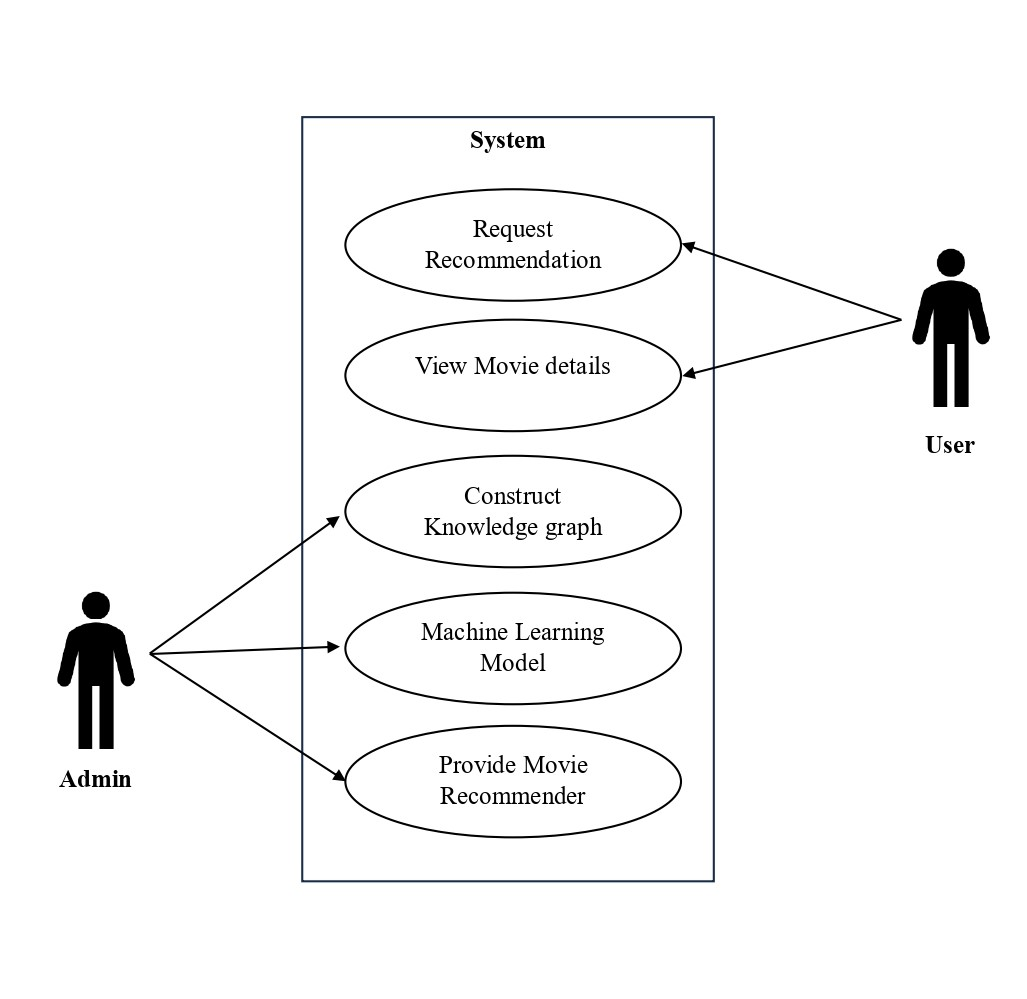 System
Request
Recommendation
View Movie details
User
Construct
Knowledge graph
Machine Learning
Model
Provide Movie
Recommender
Admin